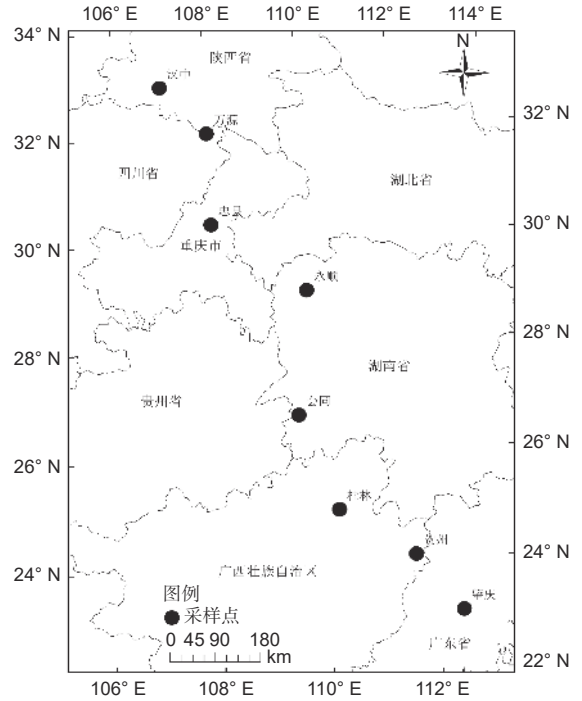 106° E 108° E 110° E 112° E 114° E
34° N
N
陕西省
汉中
32° N
32° N
万源
四川省
湖北省
忠县
30° N
30° N
重庆市
永顺
28° N
28° N
湖南省
贵州省
会同
26° N
26° N
桂林
24° N
24° N
贺州
广西壮族自治区
图例
采样点
肇庆
0 45 90 180
km
广东省
22° N
106° E 108° E 110° E 112° E